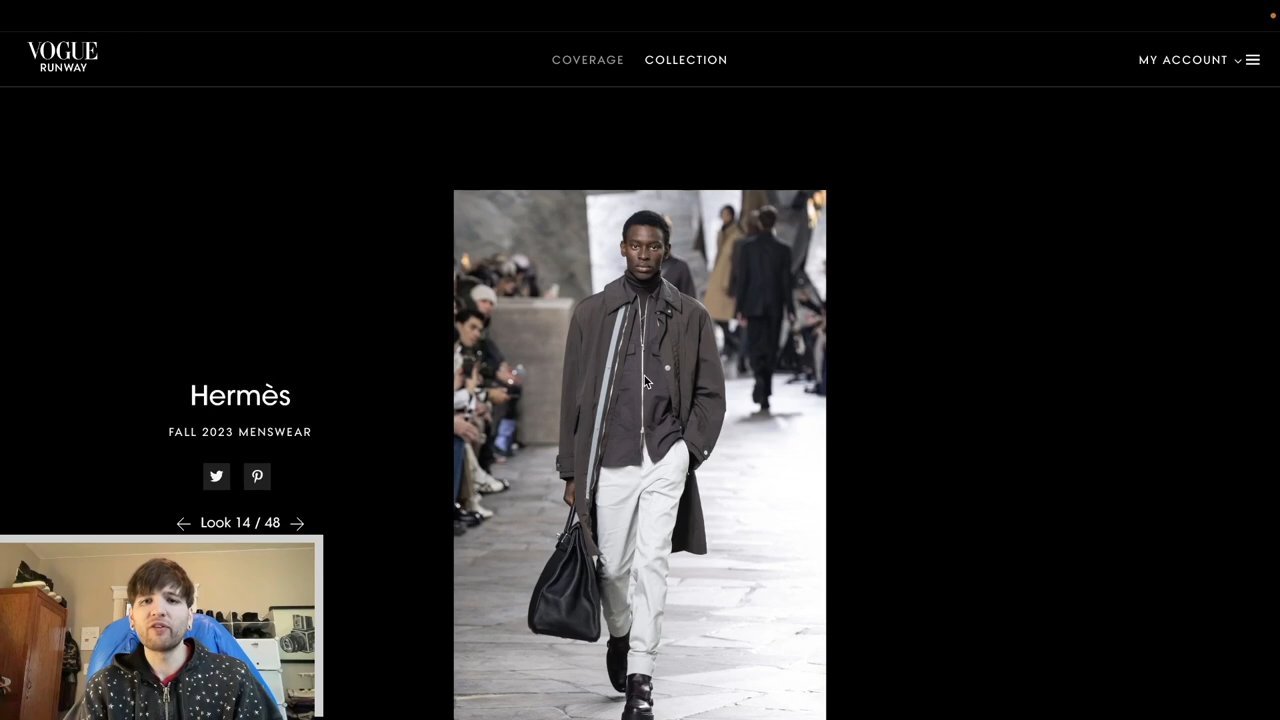 VOGUE
RUNWAY
COVERAGE
COLLECTION
MY ACCOUNT
Hermès
FALL 2023 MENSWEAR
Look 14 / 48